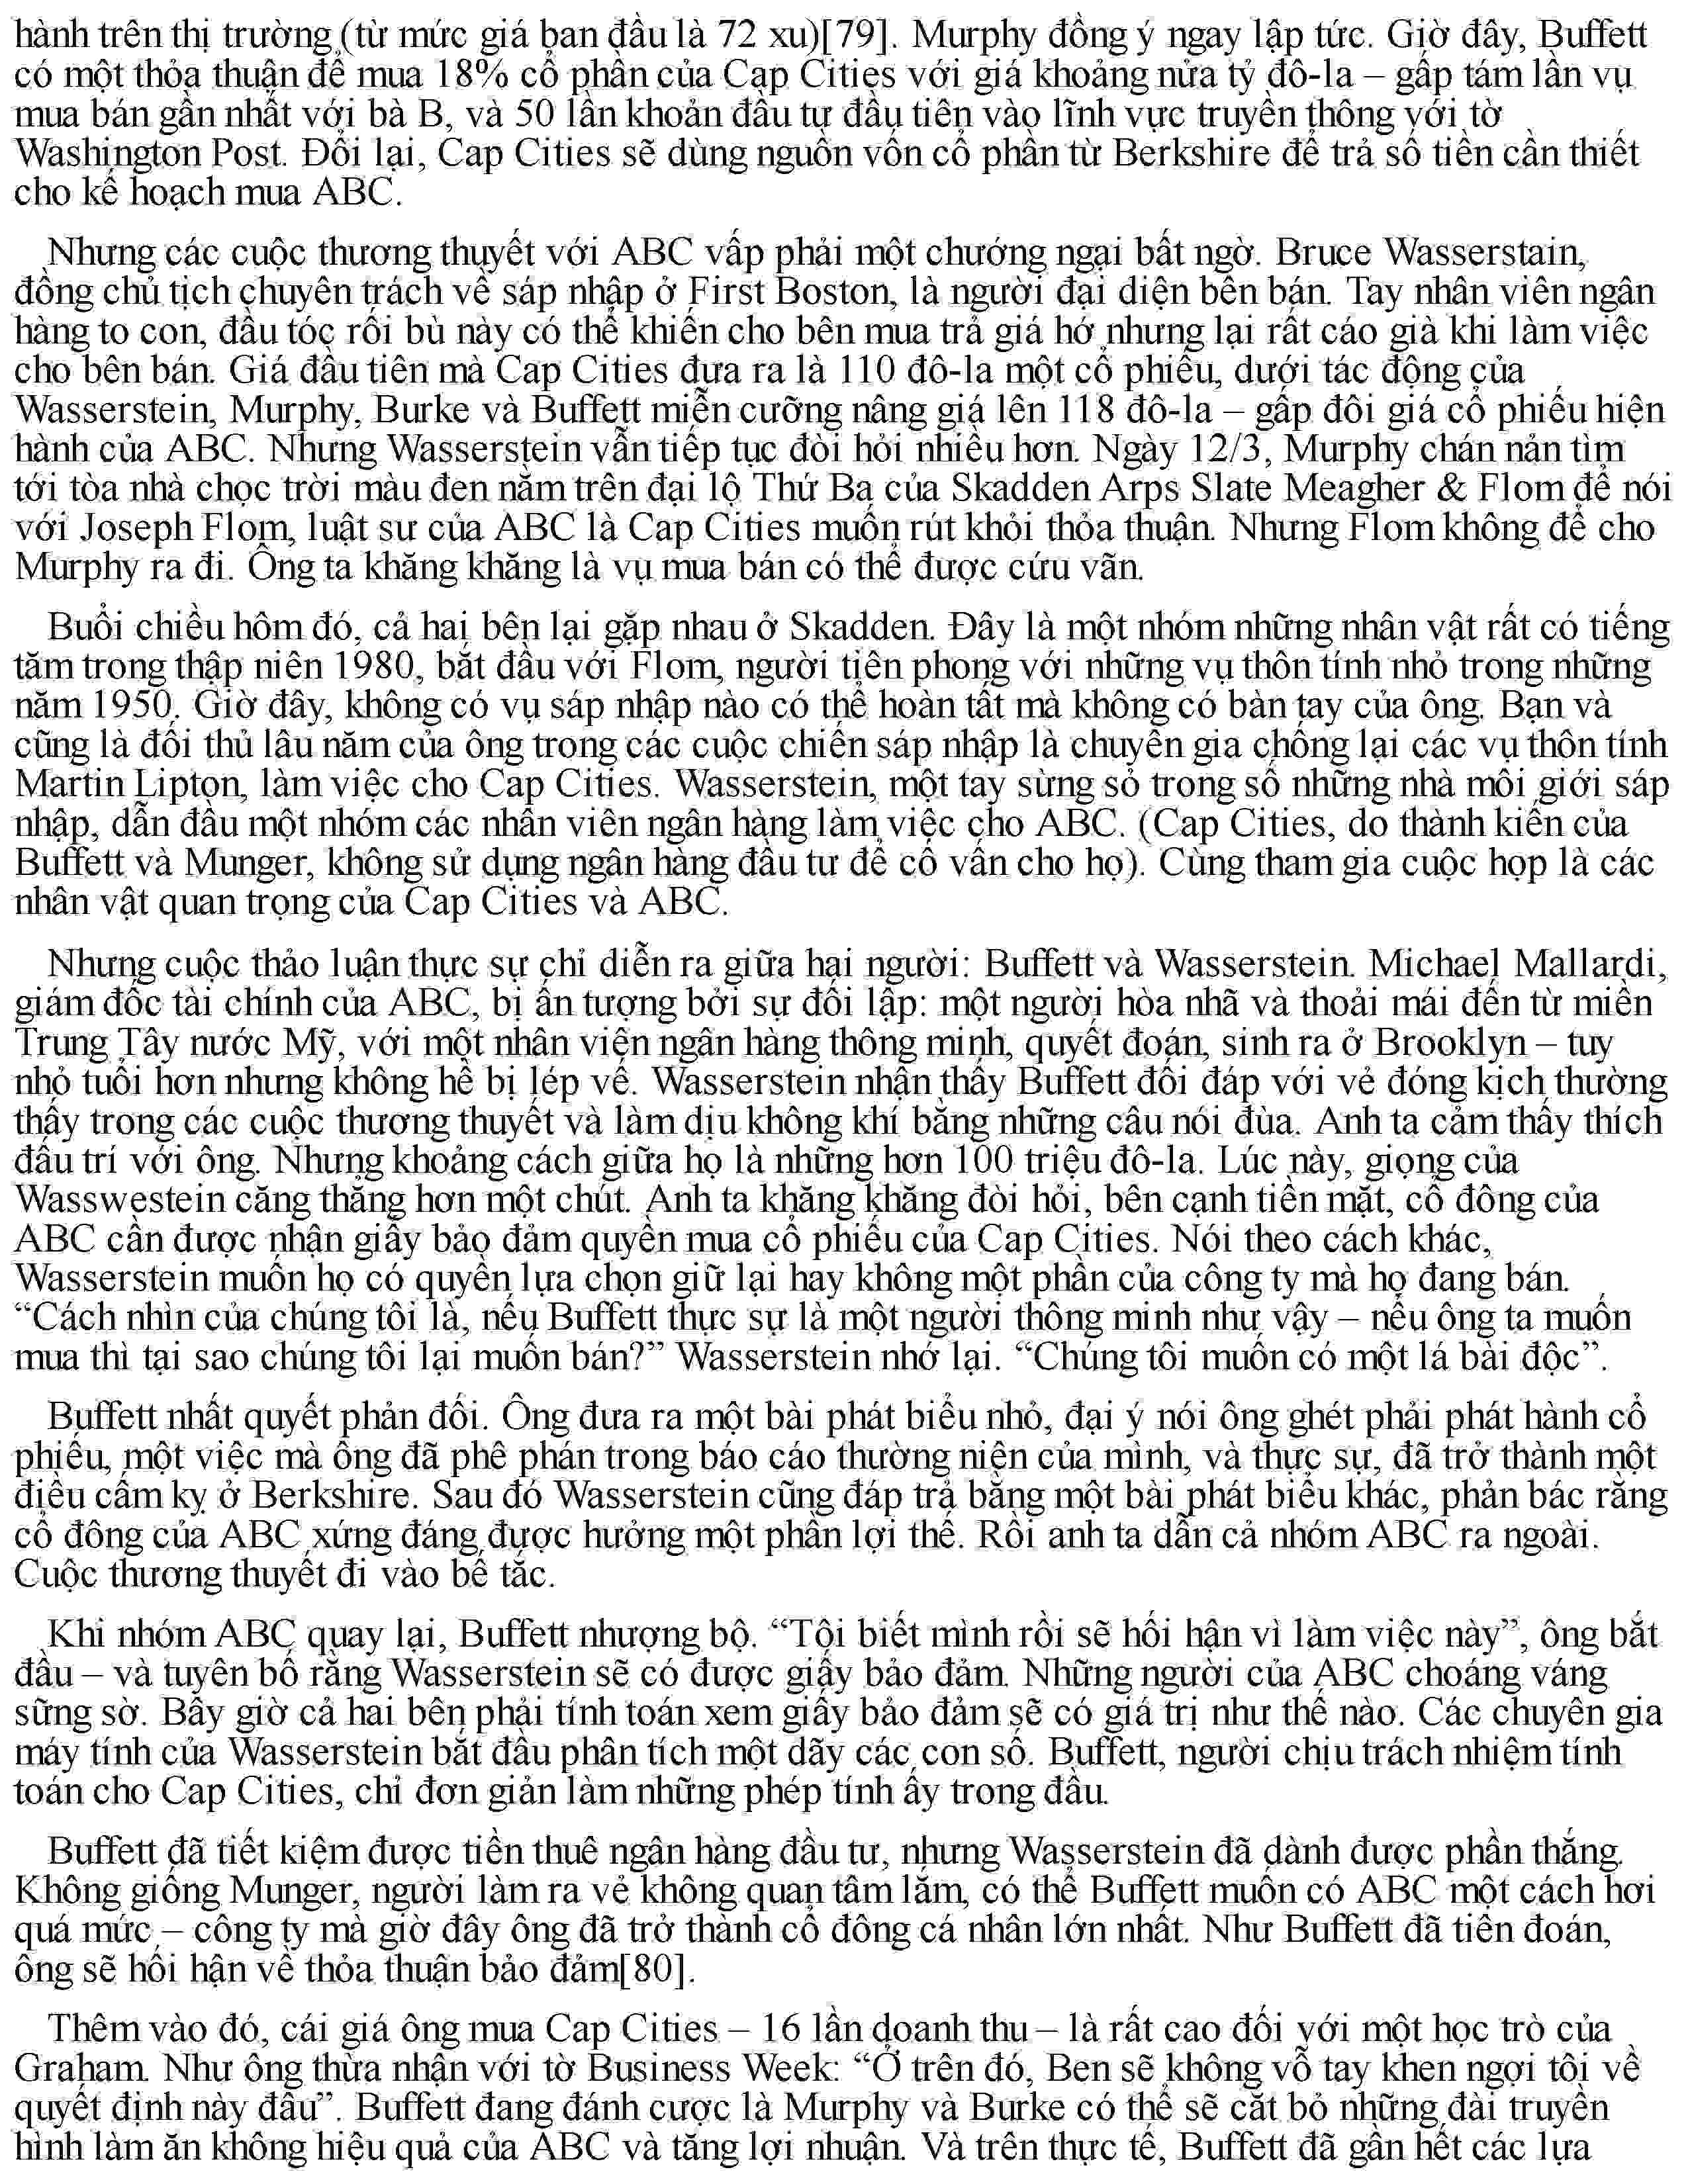 hành trên thị trường (từ mức giá ban đầu là 72 xu)[79]. Murphy đồng ý ngay lập tức. Giờ đây, Buffett
có một thỏa thuận để mua 18% cổ phần của Cap Cities với giá khoảng nửa tỷ đô-la – gấp tám lần vụ
mua bán gần nhất với bà B, và 50 lần khoản đầu tư đầu tiên vào lĩnh vực truyền thông với tờ
Washington Post. Đổi lại, Cap Cities sẽ dùng nguồn vốn cổ phần từ Berkshire để trả số tiền cần thiết
cho kế hoạch mua ABC.
Nhưng các cuộc thương thuyết với ABC vấp phải một chướng ngại bất ngờ. Bruce Wasserstain,
đồng chủ tịch chuyên trách về sáp nhập ở First Boston, là người đại diện bên bán. Tay nhân viên ngân
hàng to con, đầu tóc rối bù này có thể khiến cho bên mua trả giá hớ nhưng lại rất cáo già khi làm việc
cho bên bán. Giá đầu tiên mà Cap Cities đưa ra là 110 đô-la một cổ phiếu, dưới tác động của
Wasserstein, Murphy, Burke và Buffett miễn cưỡng nâng giá lên 118 đô-la – gấp đôi giá cổ phiếu hiện
hành của ABC. Nhưng Wasserstein vẫn tiếp tục đòi hỏi nhiều hơn. Ngày 12/3, Murphy chán nản tìm
tới tòa nhà chọc trời màu đen nằm trên đại lộ Thứ Ba của Skadden Arps Slate Meagher & Flom để nói
với Joseph Flom, luật sư của ABC là Cap Cities muốn rút khỏi thỏa thuận. Nhưng Flom không để cho
Murphy ra đi. Ông ta khăng khăng là vụ mua bán có thể được cứu vãn.
Buổi chiều hôm đó, cả hai bên lại gặp nhau ở Skadden. Đây là một nhóm những nhân vật rất có tiếng
tăm trong thập niên 1980, bắt đầu với Flom, người tiên phong với những vụ thôn tính nhỏ trong những
năm 1950. Giờ đây, không có vụ sáp nhập nào có thể hoàn tất mà không có bàn tay của ông. Bạn và
cũng là đối thủ lâu năm của ông trong các cuộc chiến sáp nhập là chuyên gia chống lại các vụ thôn tính
Martin Lipton, làm việc cho Cap Cities. Wasserstein, một tay sừng sỏ trong số những nhà môi giới sáp
nhập, dẫn đầu một nhóm các nhân viên ngân hàng làm việc cho ABC. (Cap Cities, do thành kiến của
Buffett và Munger, không sử dụng ngân hàng đầu tư để cố vấn cho họ). Cùng tham gia cuộc họp là các
nhân vật quan trọng của Cap Cities và ABC.
Nhưng cuộc thảo luận thực sự chỉ diễn ra giữa hai người: Buffett và Wasserstein. Michael Mallardi,
giám đốc tài chính của ABC, bị ấn tượng bởi sự đối lập: một người hòa nhã và thoải mái đến từ miền
Trung Tây nước Mỹ, với một nhân viên ngân hàng thông minh, quyết đoán, sinh ra ở Brooklyn – tuy
nhỏ tuổi hơn nhưng không hề bị lép vế. Wasserstein nhận thấy Buffett đối đáp với vẻ đóng kịch thường
thấy trong các cuộc thương thuyết và làm dịu không khí bằng những câu nói đùa. Anh ta cảm thấy thích
đấu trí với ông. Nhưng khoảng cách giữa họ là những hơn 100 triệu đô-la. Lúc này, giọng của
Wasswestein căng thẳng hơn một chút. Anh ta khăng khăng đòi hỏi, bên cạnh tiền mặt, cổ đông của
ABC cần được nhận giấy bảo đảm quyền mua cổ phiếu của Cap Cities. Nói theo cách khác,
Wasserstein muốn họ có quyền lựa chọn giữ lại hay không một phần của công ty mà họ đang bán.
“Cách nhìn của chúng tôi là, nếu Buffett thực sự là một người thông minh như vậy – nếu ông ta muốn
mua thì tại sao chúng tôi lại muốn bán?” Wasserstein nhớ lại. “Chúng tôi muốn có một lá bài độc”.
Buffett nhất quyết phản đối. Ông đưa ra một bài phát biểu nhỏ, đại ý nói ông ghét phải phát hành cổ
phiếu, một việc mà ông đã phê phán trong báo cáo thường niên của mình, và thực sự, đã trở thành một
điều cấm kỵ ở Berkshire. Sau đó Wasserstein cũng đáp trả bằng một bài phát biểu khác, phản bác rằng
cổ đông của ABC xứng đáng được hưởng một phần lợi thế. Rồi anh ta dẫn cả nhóm ABC ra ngoài.
Cuộc thương thuyết đi vào bế tắc.
Khi nhóm ABC quay lại, Buffett nhượng bộ. “Tôi biết mình rồi sẽ hối hận vì làm việc này”, ông bắt
đầu – và tuyên bố rằng Wasserstein sẽ có được giấy bảo đảm. Những người của ABC choáng váng
sững sờ. Bây giờ cả hai bên phải tính toán xem giấy bảo đảm sẽ có giá trị như thế nào. Các chuyên gia
máy tính của Wasserstein bắt đầu phân tích một dãy các con số. Buffett, người chịu trách nhiệm tính
toán cho Cap Cities, chỉ đơn giản làm những phép tính ấy trong đầu.
Buffett đã tiết kiệm được tiền thuê ngân hàng đầu tư, nhưng Wasserstein đã dành được phần thắng.
Không giống Munger, người làm ra vẻ không quan tâm lắm, có thể Buffett muốn có ABC một cách hơi
quá mức – công ty mà giờ đây ông đã trở thành cổ đông cá nhân lớn nhất. Như Buffett đã tiên đoán,
ông sẽ hối hận về thỏa thuận bảo đảm[80].
Thêm vào đó, cái giá ông mua Cap Cities – 16 lần doanh thu – là rất cao đối với một học trò của
Graham. Như ông thừa nhận với tờ Business Week: “Ở trên đó, Ben sẽ không vỗ tay khen ngợi tôi về
quyết định này đâu”. Buffett đang đánh cược là Murphy và Burke có thể sẽ cắt bỏ những đài truyền
hình làm ăn không hiệu quả của ABC và tăng lợi nhuận. Và trên thực tế, Buffett đã gần hết các lựa